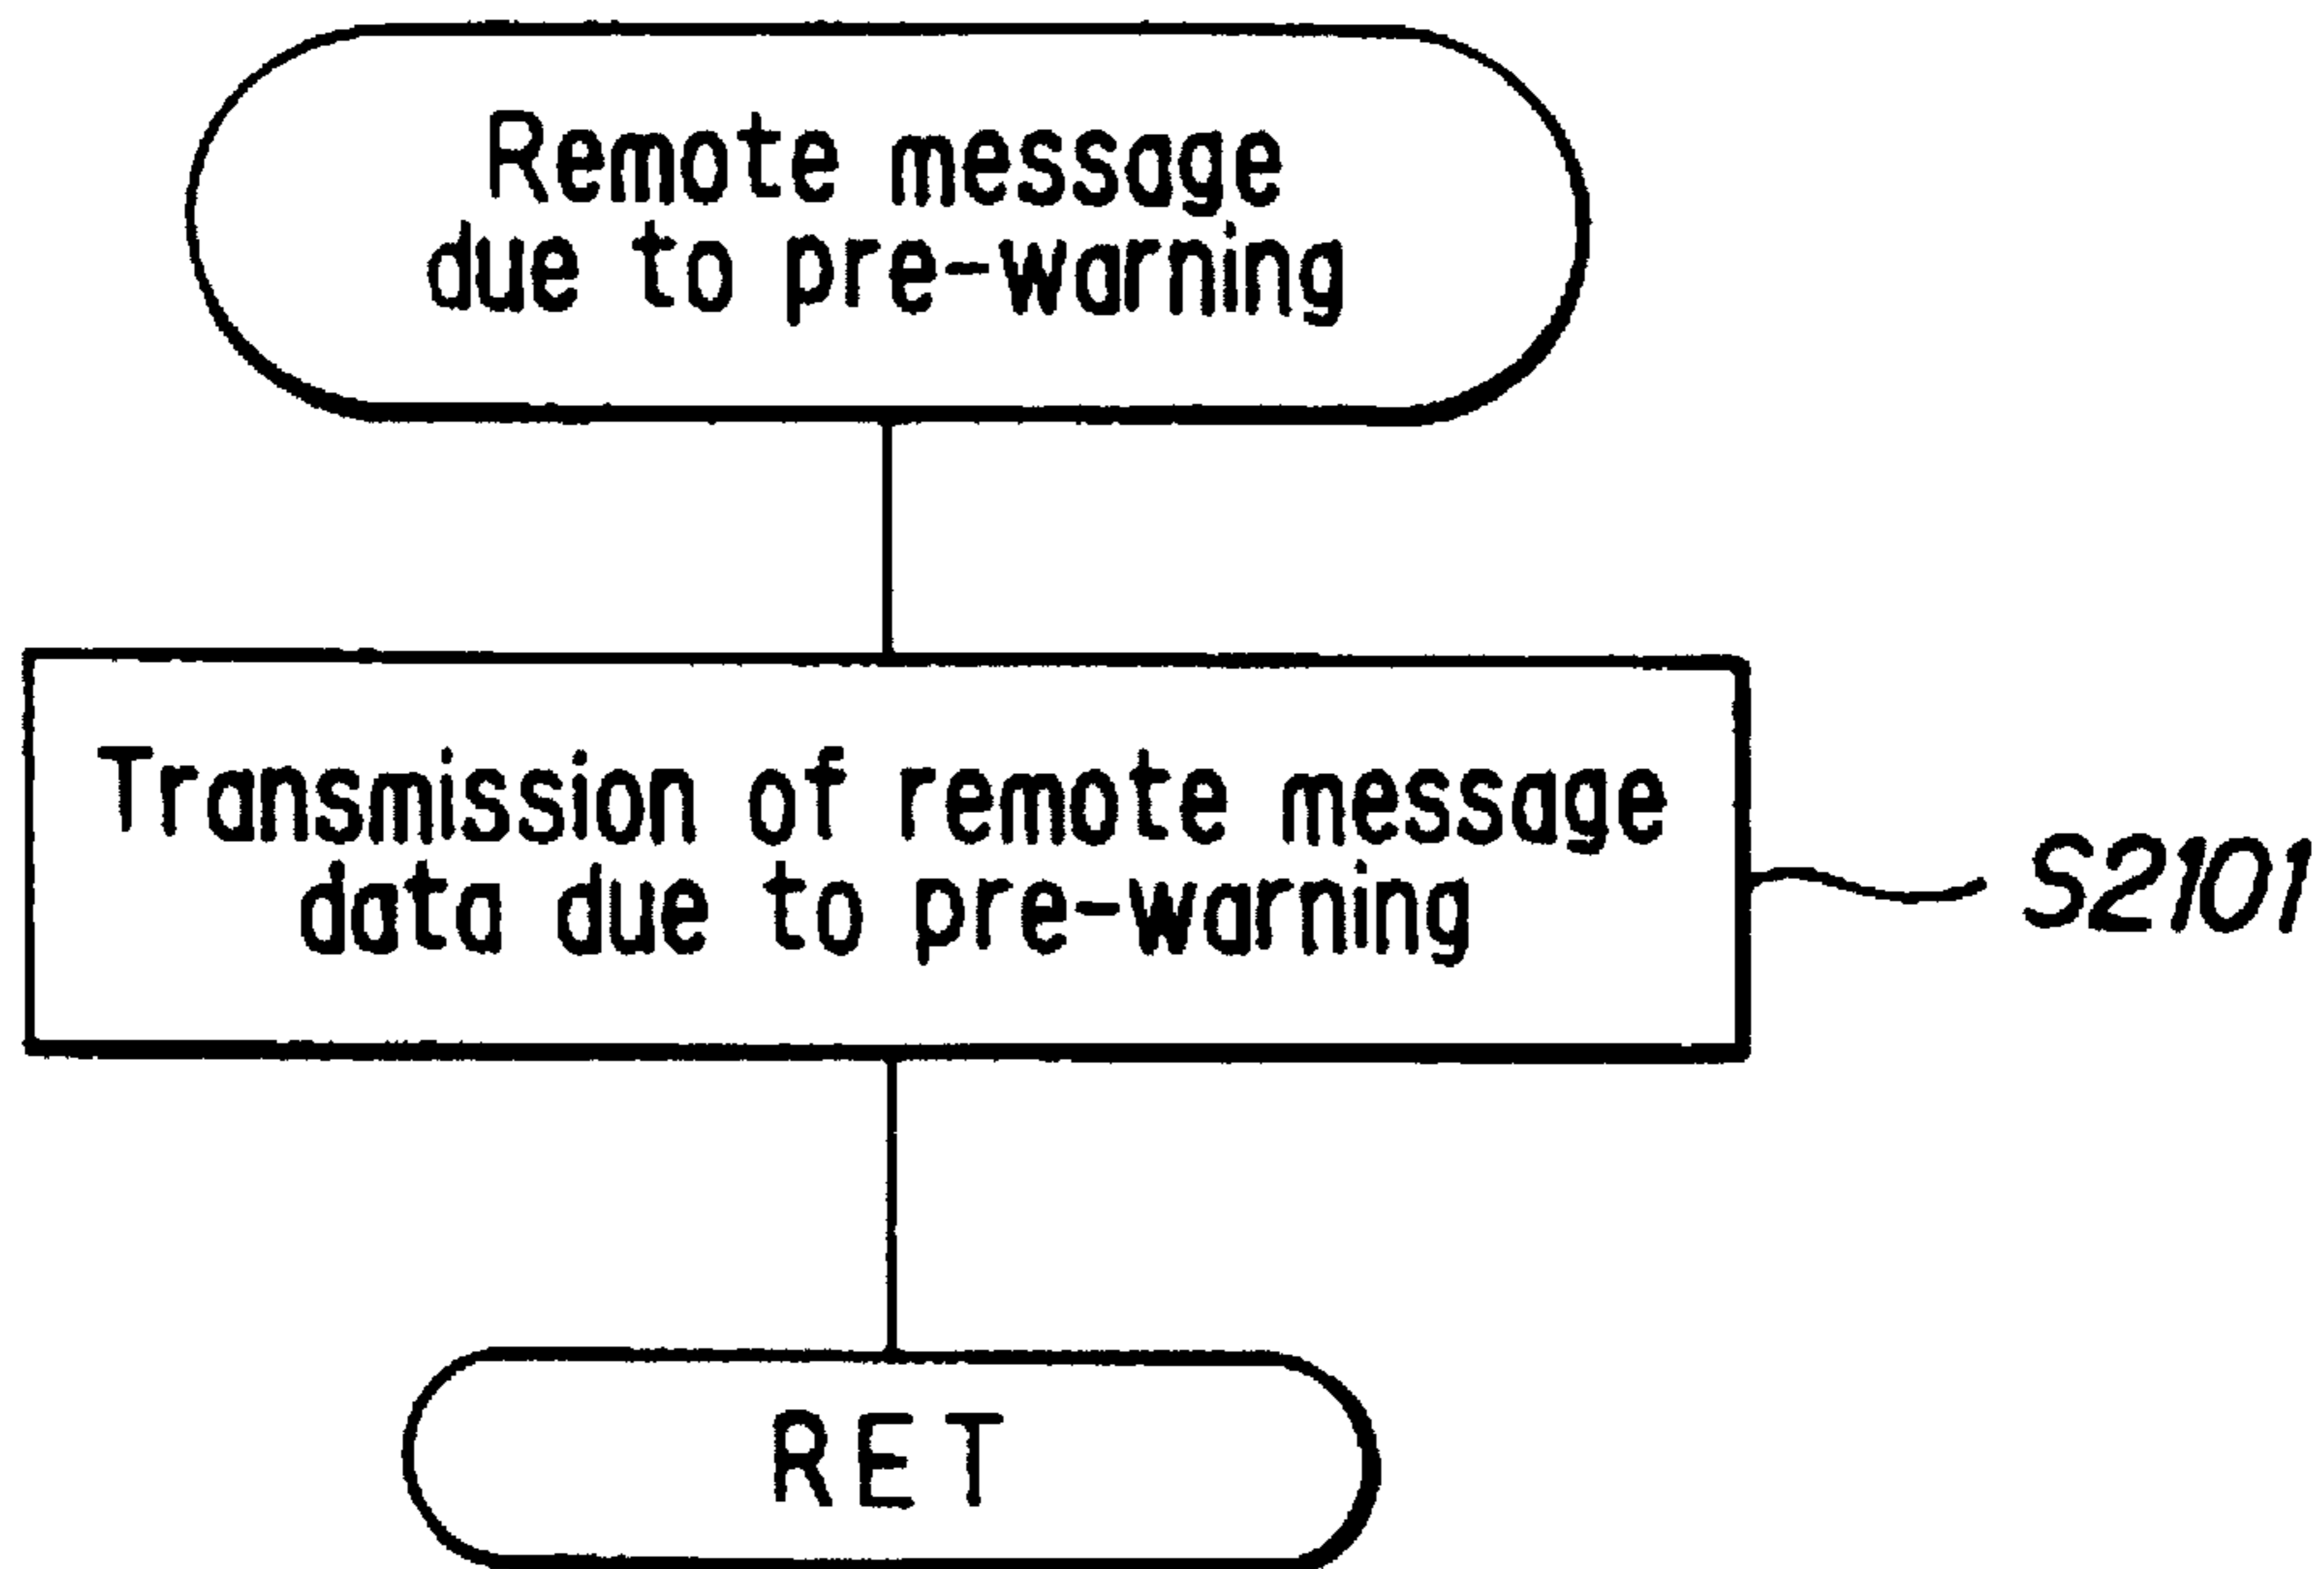 Remote message
due to pre-warning
Transmission of remote message
data due to pre-warning
S2101
RET